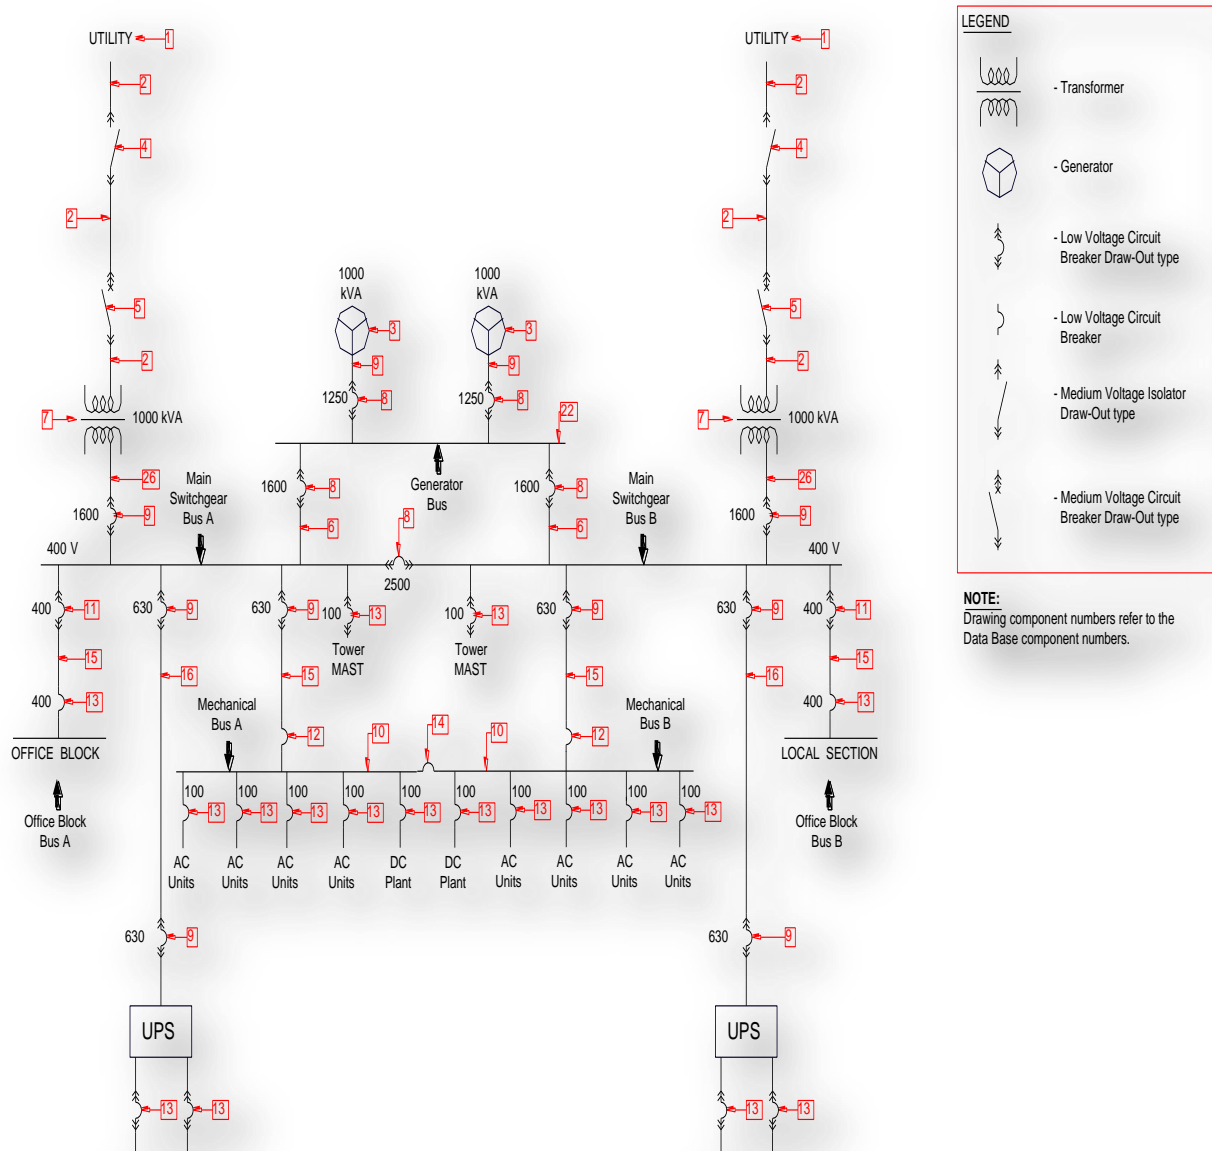 UTILITY 1
UTILITY 1
LEGEND
2
2
- Transformer
4
4
- Generator
2
2
- Low Voltage Circuit
Breaker Draw-Out type
1000
kVA
1000
kVA
5
5
3
3
- Low Voltage Circuit
Breaker
2
9
9
2
1250 8
1250 8
- Medium Voltage Isolator
Draw-Out type
7 1000 kVA
22
7 1000 kVA
26
Main
Switchgear
Bus A
1600 8
Generator
Bus
1600 8
Main
Switchgear
Bus B
26
- Medium Voltage Circuit
Breaker Draw-Out type
1600 9
6
8
6
1600 9
400 V
400 V
2500
400 11
630 9
630 9
100 13
100 13
630 9
630 9
400 11
NOTE:
Drawing component numbers refer to the
Data Base component numbers.
Tower
MAST
Tower
MAST
15
16
15
15
16
15
400 13
Mechanical
Bus A
Mechanical
Bus B
400 13
12
10
14
10
12
OFFICE BLOCK
LOCAL SECTION
100 13
100 13
100 13
100 13
100 13
100 13
100 13
100 13
100 13
100 13
Office Block
Bus A
Office Block
Bus B
AC
Units
AC
Units
AC
Units
AC
Units
DC
Plant
DC
Plant
AC
Units
AC
Units
AC
Units
AC
Units
630 9
630 9
UPS
UPS
13
13
13
13